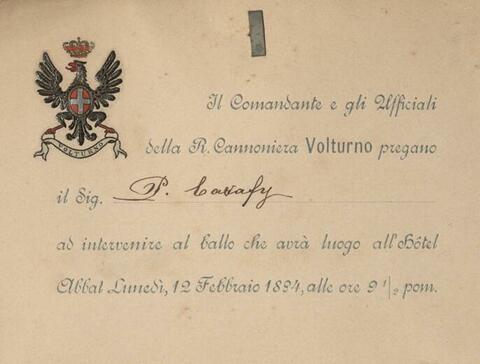 VOLTURNO
Il Comandante e gli Ufficiali
della R. Cannoniera Volturno pregano
il Sig. P. Cavafy
ad intervenire al ballo che avrà luogo all'Hôtel
Abbat Lunedì, 12 Febbraio 1894, alle ore 9 1/2 pom.